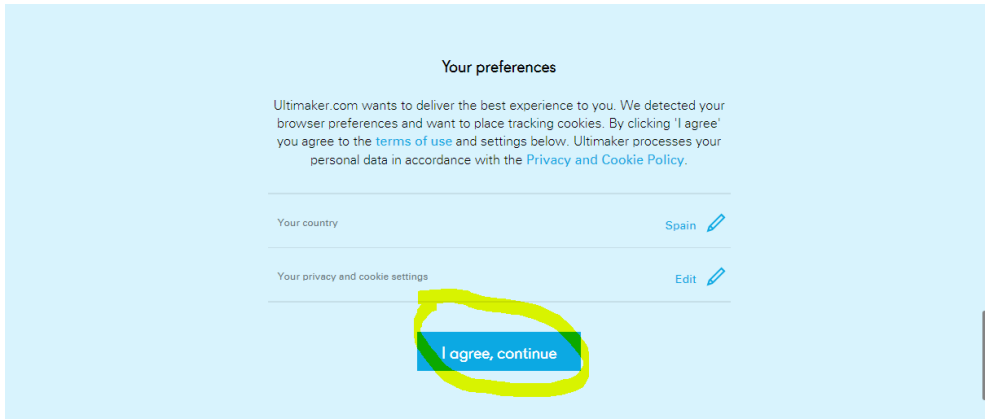 Your preferences
Ultimaker.com wants to deliver the best experience to you. We detected your
browser preferences and want to place tracking cookies. By clicking 'I agree'
you agree to the terms of use and settings below. Ultimaker processes your
personal data in accordance with the Privacy and Cookie Policy.
Your country
Spain
Your privacy and cookie settings
Edit
I agree, continue